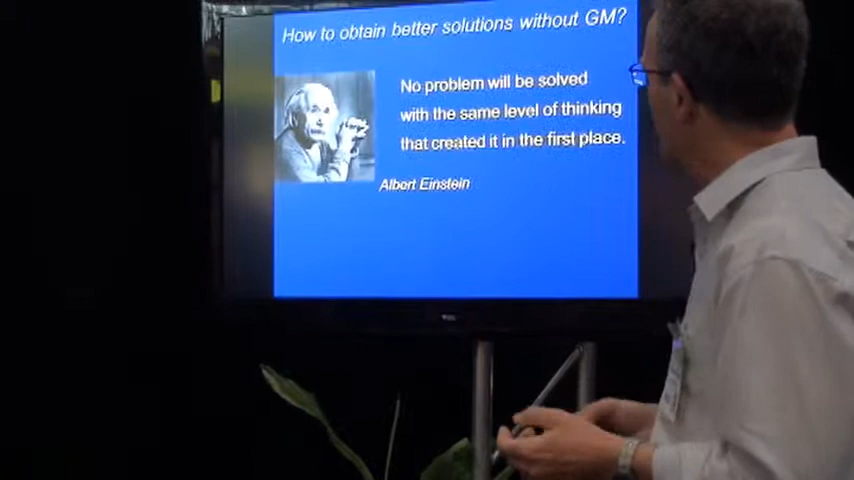 How to obtain better solutions without GM?
No problem will be solved
with the same level of thinking
that created it in the first place.
Albert Einstein